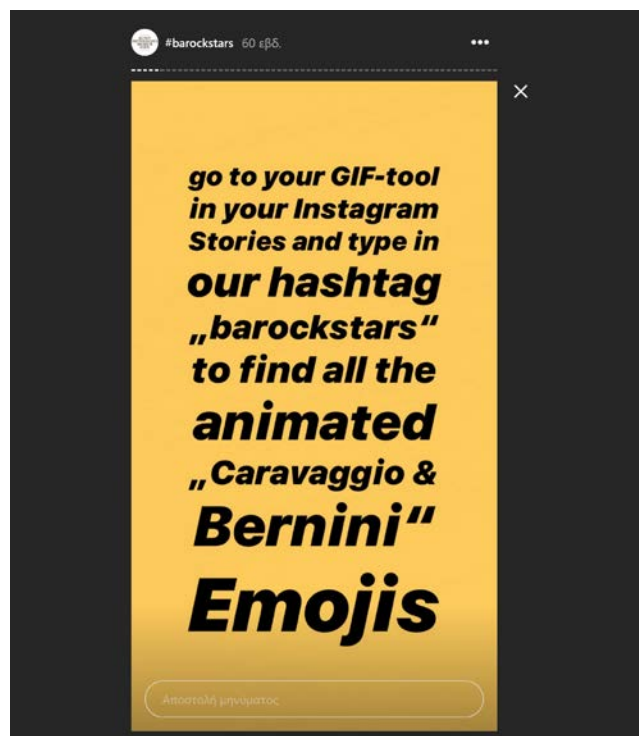 #barockstars 60 εβδ.
go to your GIF-tool
in your Instagram
Stories and type in
our hashtag
„barockstars“
to find all the
animated
„Caravaggio &
Bernini“
Emojis
Αποστολή μηνύματος